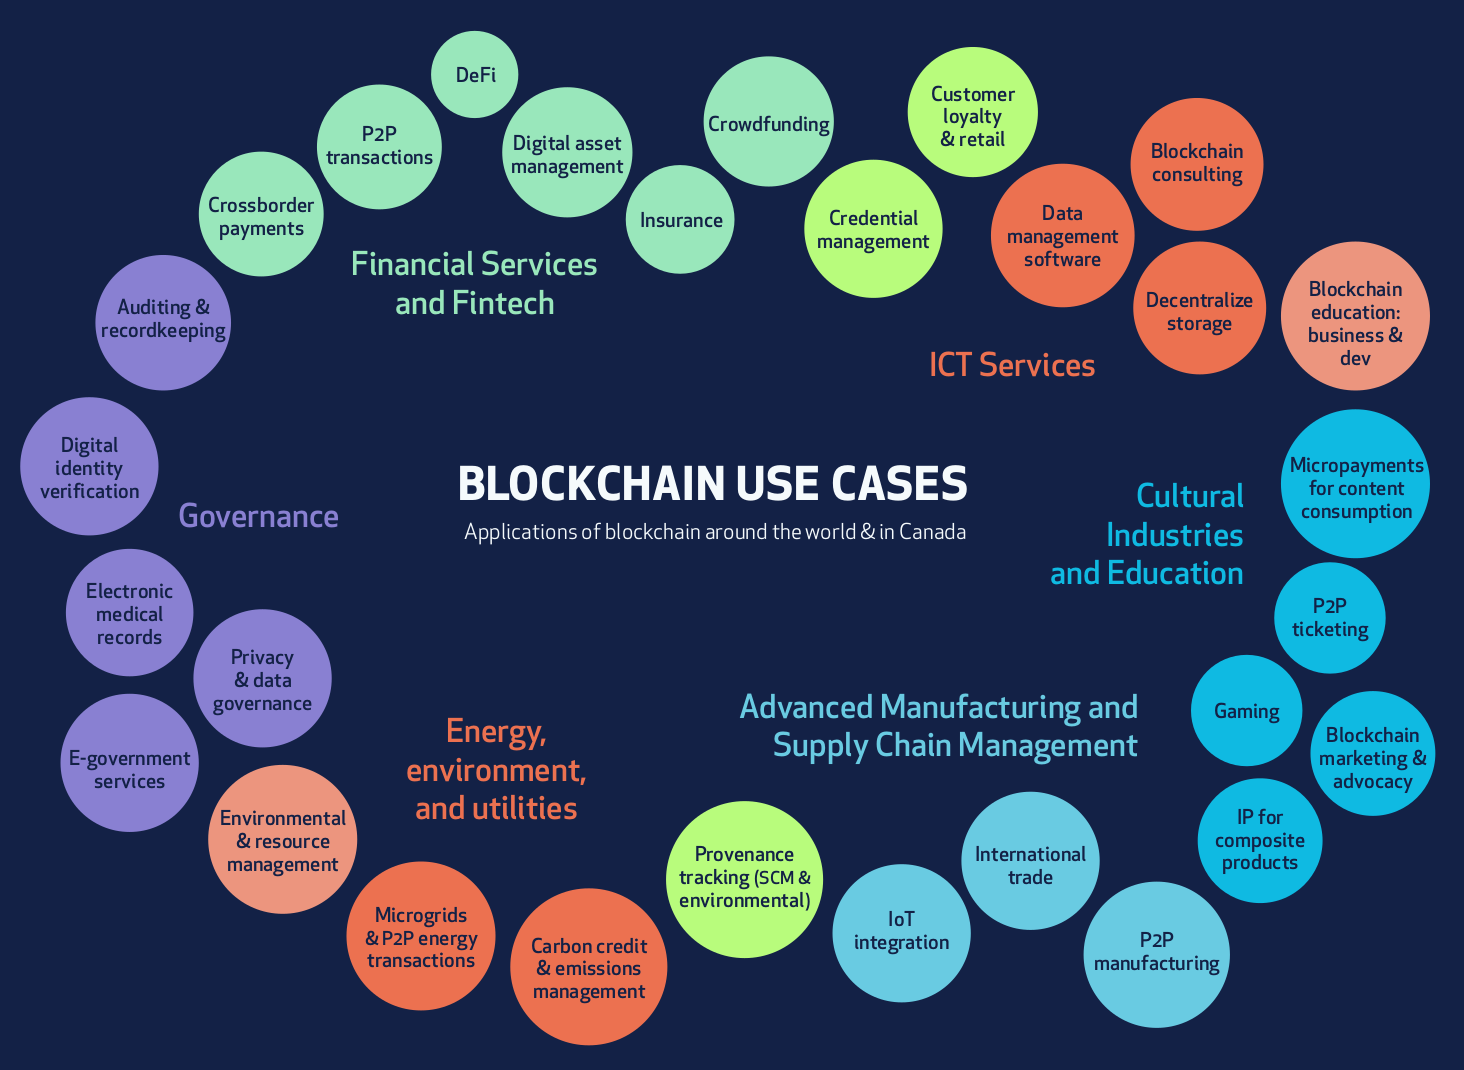 BLOCKCHAIN USE CASES
Applications of blockchain around the world & in Canada
Financial Services
and Fintech
Crossborder
payments
P2P
transactions
DeFi
Digital asset
management
Insurance
Crowdfunding
Credential
management
Customer
loyalty
& retail
ICT Services
Data
management
software
Blockchain
consulting
Decentralize
storage
Blockchain
education:
business &
dev
Cultural
Industries
and Education
Micropayments
for content
consumption
P2P
ticketing
Gaming
Blockchain
marketing &
advocacy
IP for
composite
products
Advanced Manufacturing and
Supply Chain Management
P2P
manufacturing
International
trade
IoT
integration
Provenance
tracking (SCM &
environmental)
Energy,
environment,
and utilities
Carbon credit
& emissions
management
Microgrids
& P2P energy
transactions
Environmental
& resource
management
Governance
E-government
services
Privacy
& data
governance
Electronic
medical
records
Digital
identity
verification
Auditing &
recordkeeping